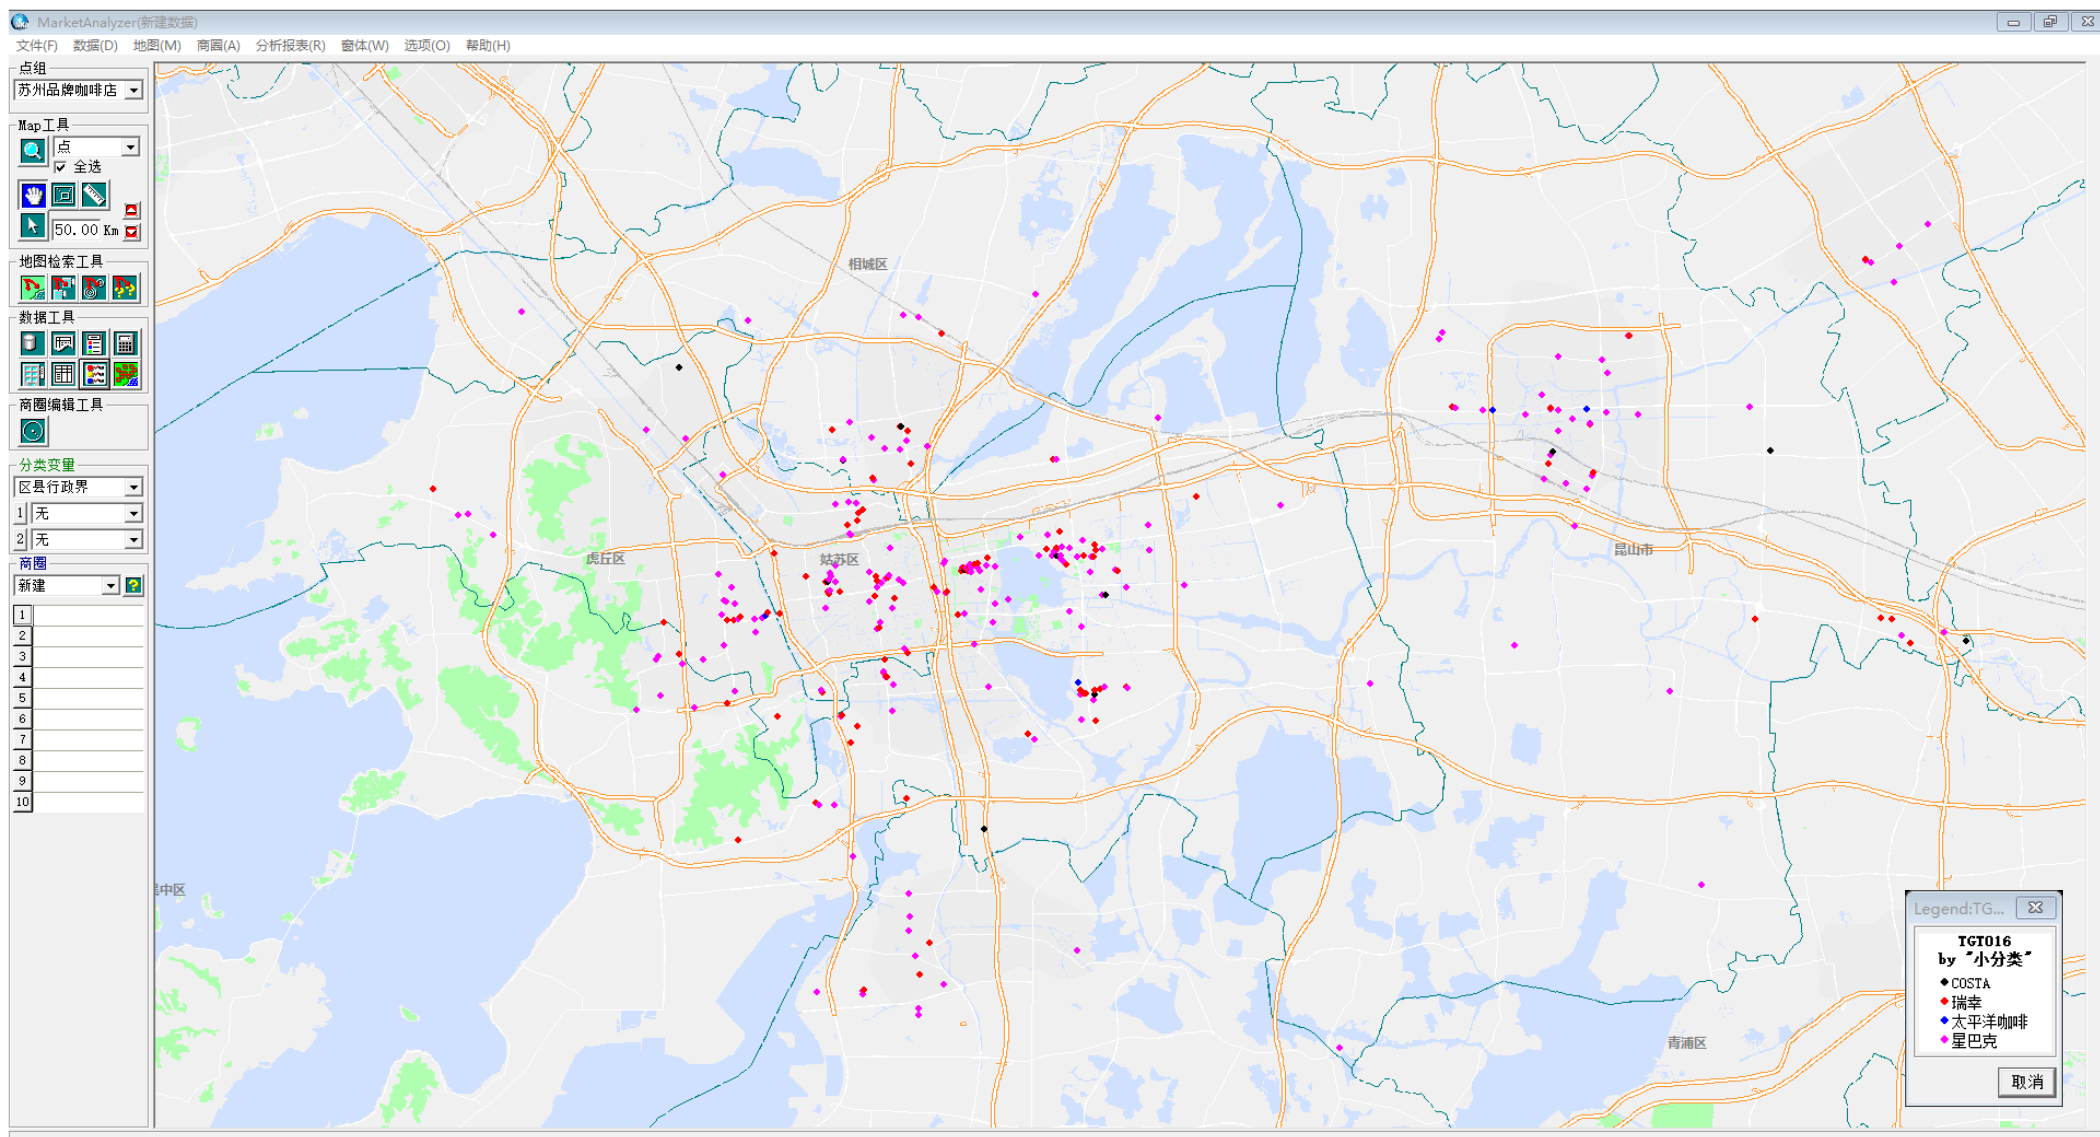 MarketAnalyzer(新建数据)
文件(F) 数据(D) 地图(M) 商圈(A) 分析报表(R) 窗体(W) 选项(O) 帮助(H)
点组
苏州品牌咖啡店
Map工具
点
全选
50.00 Km
地图检索工具
数据工具
商圈编辑工具
分类变量
区县行政界
1 无
2 无
商圈
新建
1
2
3
4
5
6
7
8
9
10
相城区
虎丘区
姑苏区
昆山市
中区
青浦区
Legend:TG...
TGT016
by "小分类"
COSTA
瑞幸
太平洋咖啡
星巴克
取消